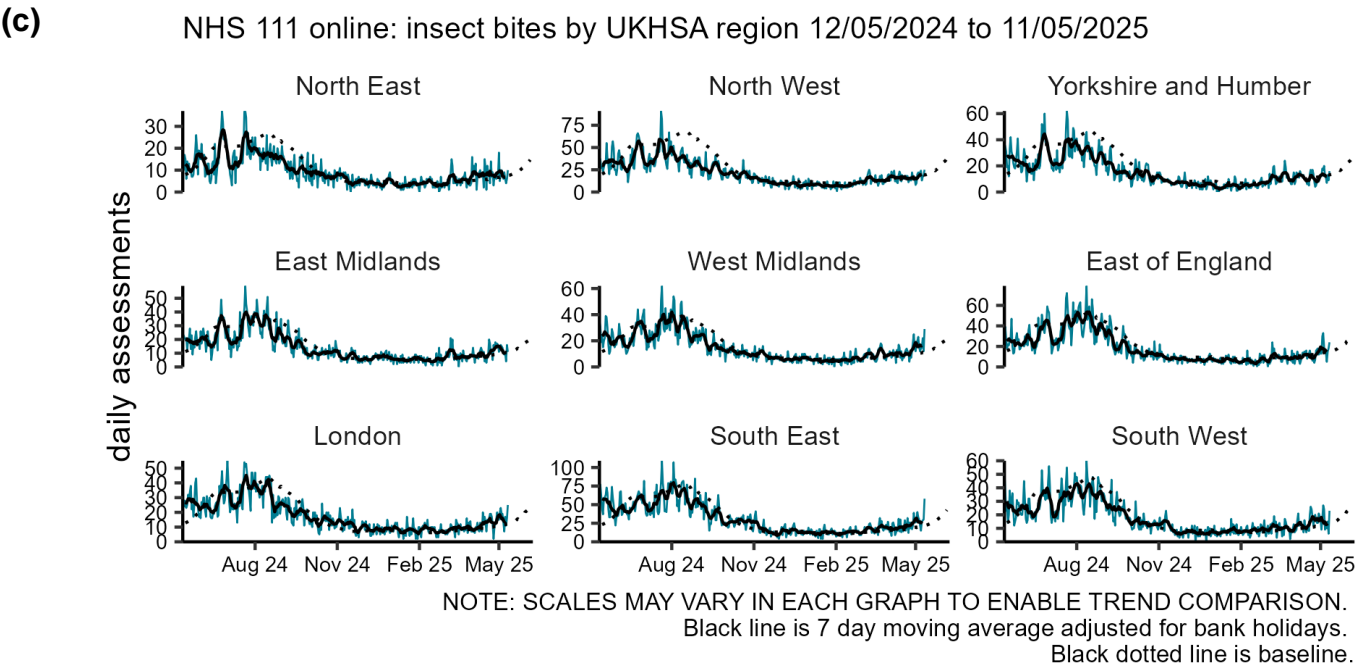 (c)
NHS 111 online: insect bites by UKHSA region 12/05/2024 to 11/05/2025
daily assessments
North East
30
20
10
0
North West
75
50
25
0
Yorkshire and Humber
60
40
20
0
East Midlands
50
40
30
20
10
0
West Midlands
60
40
20
0
East of England
60
40
20
0
London
50
40
30
20
10
0
Aug 24 Nov 24 Feb 25 May 25
South East
100
75
50
25
0
Aug 24 Nov 24 Feb 25 May 25
South West
60
50
40
30
20
10
0
Aug 24 Nov 24 Feb 25 May 25
NOTE: SCALES MAY VARY IN EACH GRAPH TO ENABLE TREND COMPARISON.
Black line is 7 day moving average adjusted for bank holidays.
Black dotted line is baseline.